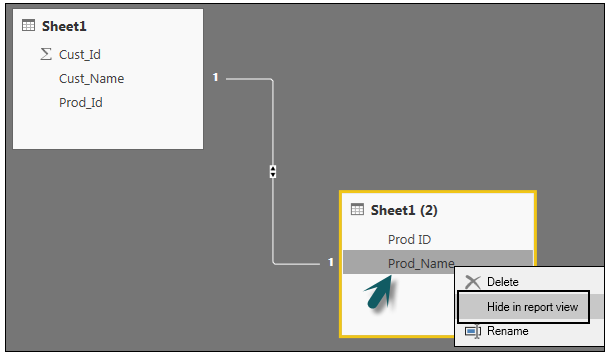 Sheet1
Σ Cust_Id
Cust_Name
Prod_Id
1
1
Sheet1 (2)
Prod ID
Prod_Name
Delete
Hide in report view
Rename